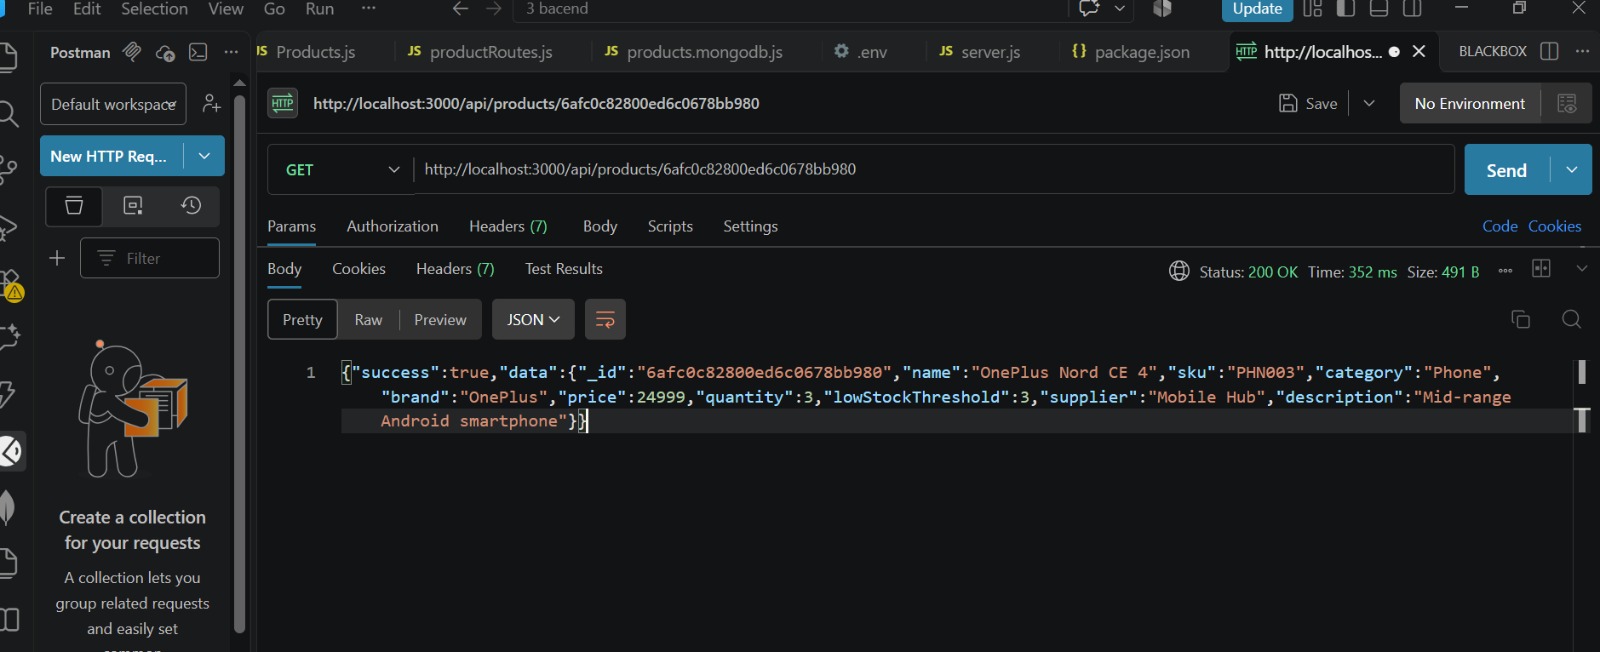 File Edit Selection View Go Run ··· 3 bacend Update
Postman
JS Products.js JS productRoutes.js JS products.mongodb.js .env JS server.js {} package.json HTTP http://localhos... BLACKBOX
Default workspace
HTTP http://localhost:3000/api/products/6afc0c82800ed6c0678bb980 Save No Environment
New HTTP Req...
GET http://localhost:3000/api/products/6afc0c82800ed6c0678bb980 Send
Params Authorization Headers (7) Body Scripts Settings Code Cookies
Filter
Body Cookies Headers (7) Test Results Status: 200 OK Time: 352 ms Size: 491 B
Pretty Raw Preview JSON
1 {"success":true,"data":{"_id":"6afc0c82800ed6c0678bb980","name":"OnePlus Nord CE 4","sku":"PHN003","category":"Phone",
"brand":"OnePlus","price":24999,"quantity":3,"lowStockThreshold":3,"supplier":"Mobile Hub","description":"Mid-range
Android smartphone"}}
Create a collection
for your requests
A collection lets you
group related requests
and easily set